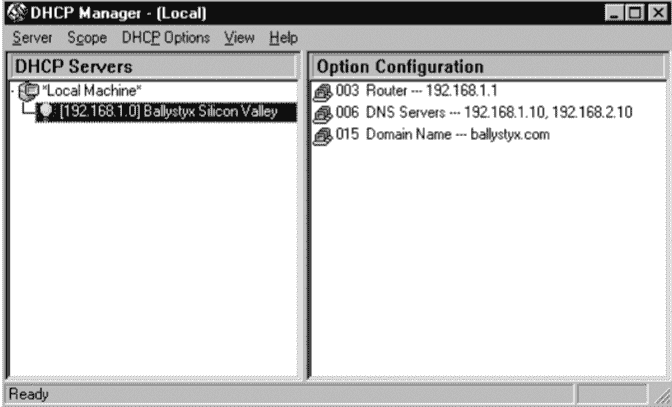 DHCP Manager - (Local)
Server Scope DHCP Options View Help
DHCP Servers
Option Configuration
*Local Machine*
[192.168.1.0] Ballystyx Silicon Valley
003 Router --- 192.168.1.1
006 DNS Servers --- 192.168.1.10, 192.168.2.10
015 Domain Name --- ballystyx.com
Ready